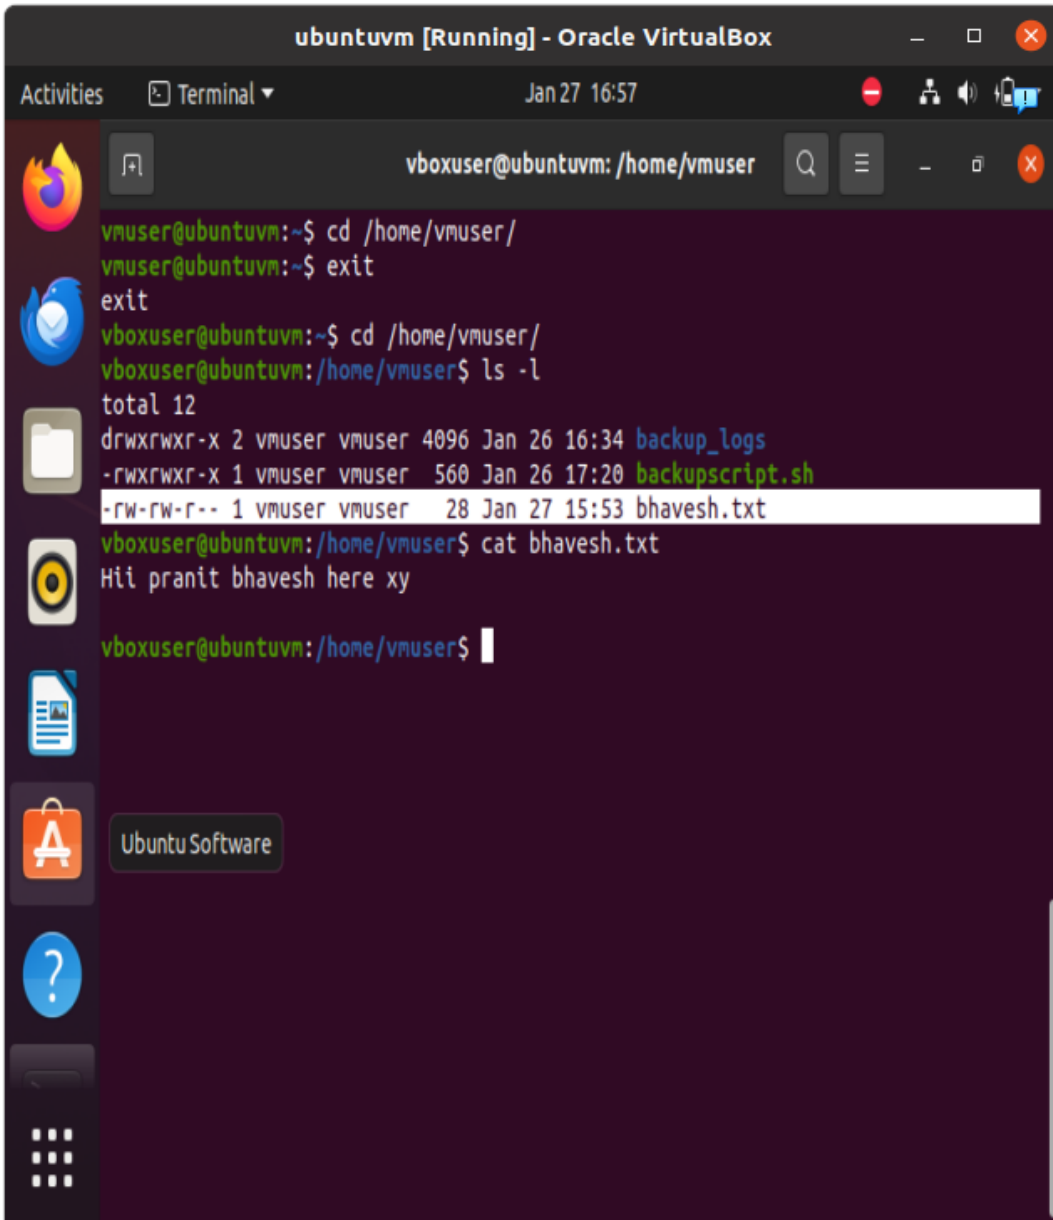 ubuntuvm [Running] - Oracle VirtualBox
Activities Terminal Jan 27 16:57
vboxuser@ubuntuvm: /home/vmuser
vmuser@ubuntuvm:~$ cd /home/vmuser/
vmuser@ubuntuvm:~$ exit
exit
vboxuser@ubuntuvm:~$ cd /home/vmuser/
vboxuser@ubuntuvm:/home/vmuser$ ls -l
total 12
drwxrwxr-x 2 vmuser vmuser 4096 Jan 26 16:34 backup_logs
-rwxrwxr-x 1 vmuser vmuser  560 Jan 26 17:20 backupscript.sh
-rw-rw-r-- 1 vmuser vmuser   28 Jan 27 15:53 bhavesh.txt
vboxuser@ubuntuvm:/home/vmuser$ cat bhavesh.txt
Hii pranit bhavesh here xy
vboxuser@ubuntuvm:/home/vmuser$
Ubuntu Software